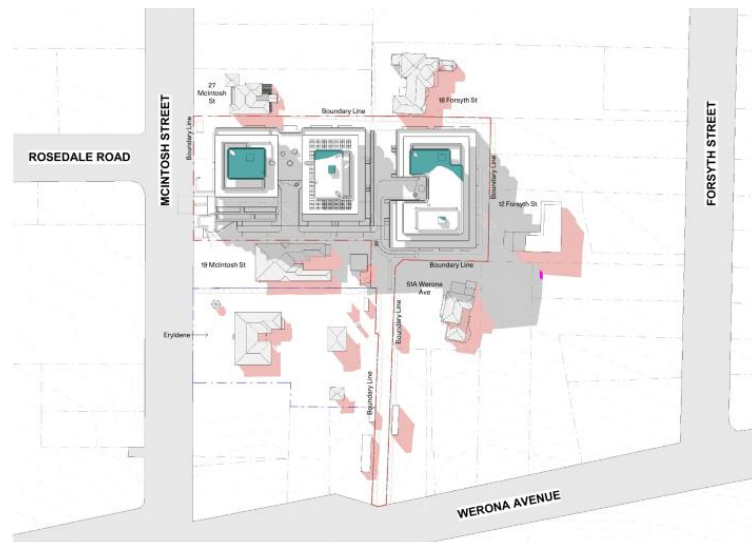 27
McIntosh
St
18 Forsyth St
Boundary Line
MCINTOSH STREET
Boundary Line
FORSYTH STREET
ROSEDALE ROAD
Boundary Line
12 Forsyth St
19 McIntosh St
Boundary Line
51A Werona
Ave
Eryldene
Boundary Line
Boundary Line
WERONA AVENUE